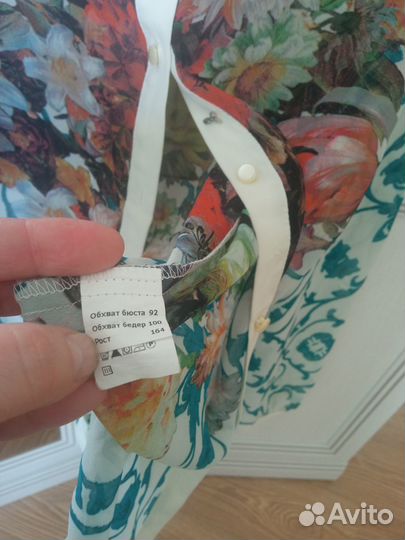 Обхват бюста 92
Обхват бедер 100
Рост 164
P
Avito